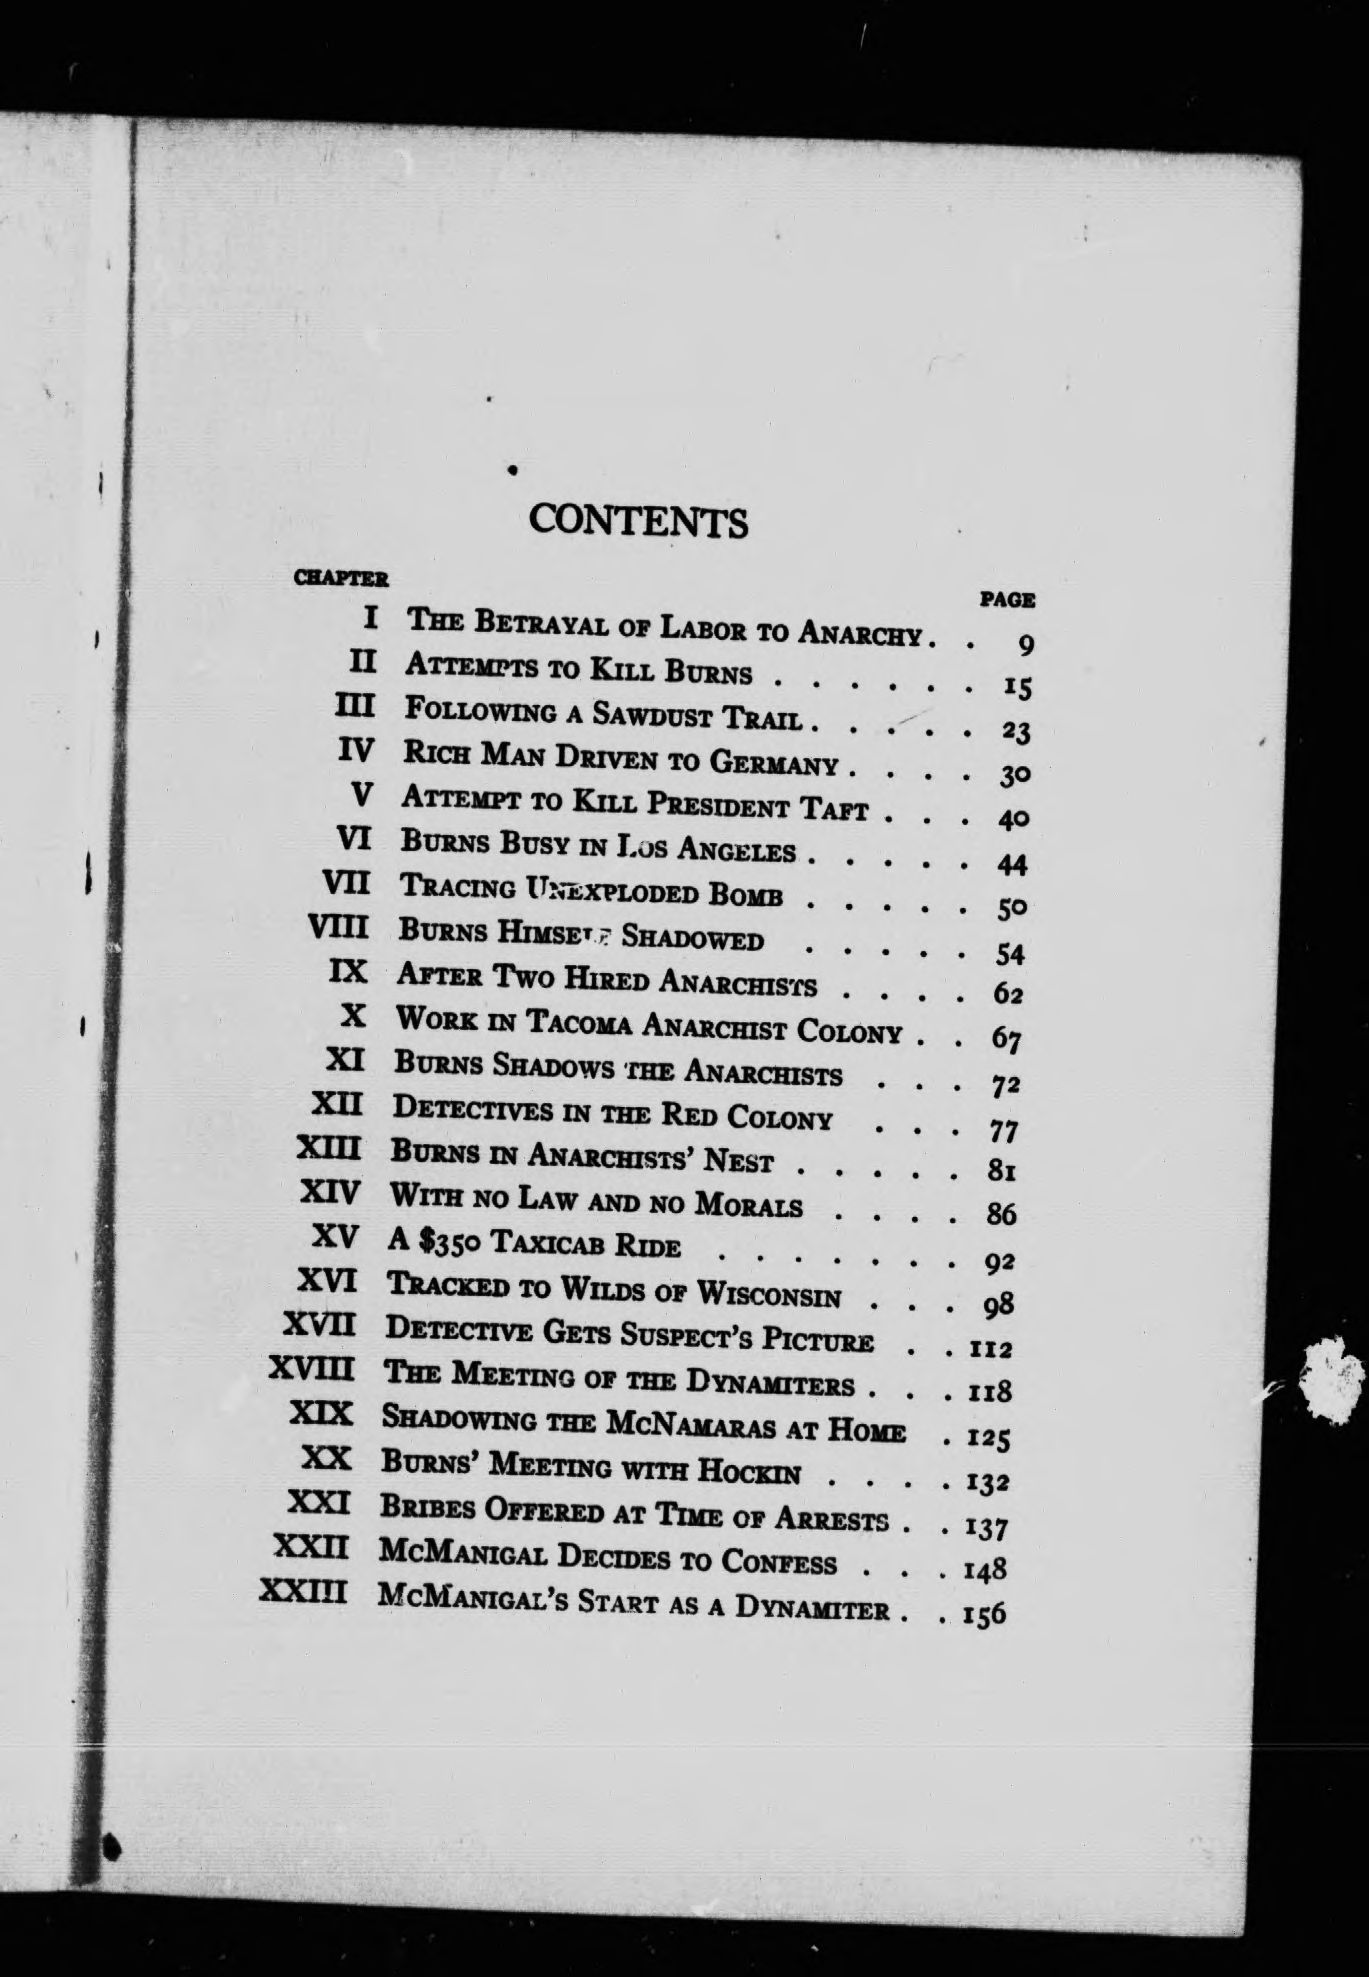 CONTENTS
CHAPTER PAGE
I The Betrayal of Labor to Anarchy . . 9
II Attempts to Kill Burns . . . . . . 15
III Following a Sawdust Trail . . . . . 23
IV Rich Man Driven to Germany . . . . 30
V Attempt to Kill President Taft . . . 40
VI Burns Busy in Los Angeles . . . . . 44
VII Tracing Unexploded Bomb . . . . . 50
VIII Burns Himself Shadowed . . . . . 54
IX After Two Hired Anarchists . . . . 62
X Work in Tacoma Anarchist Colony . . 67
XI Burns Shadows the Anarchists . . . 72
XII Detectives in the Red Colony . . . 77
XIII Burns in Anarchists' Nest . . . . . 81
XIV With no Law and no Morals . . . . 86
XV A $350 Taxicab Ride . . . . . . . 92
XVI Tracked to Wilds of Wisconsin . . . 98
XVII Detective Gets Suspect's Picture . . 112
XVIII The Meeting of the Dynamiters . . . 118
XIX Shadowing the McNamaras at Home . 125
XX Burns' Meeting with Hockin . . . . 132
XXI Bribes Offered at Time of Arrests . . 137
XXII McManigal Decides to Confess . . . 148
XXIII McManigal's Start as a Dynamiter . . 156